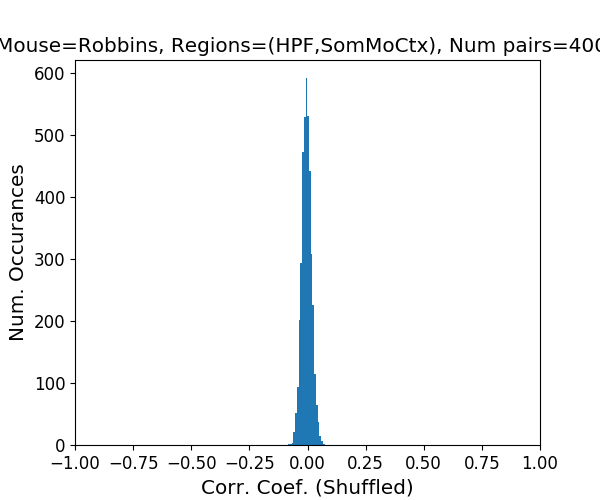 Mouse=Robbins, Regions=(HPF,SomMoCtx), Num pairs=400
600
500
400
300
200
100
0
Num. Occurances
−1.00 −0.75 −0.50 −0.25 0.00 0.25 0.50 0.75 1.00
Corr. Coef. (Shuffled)